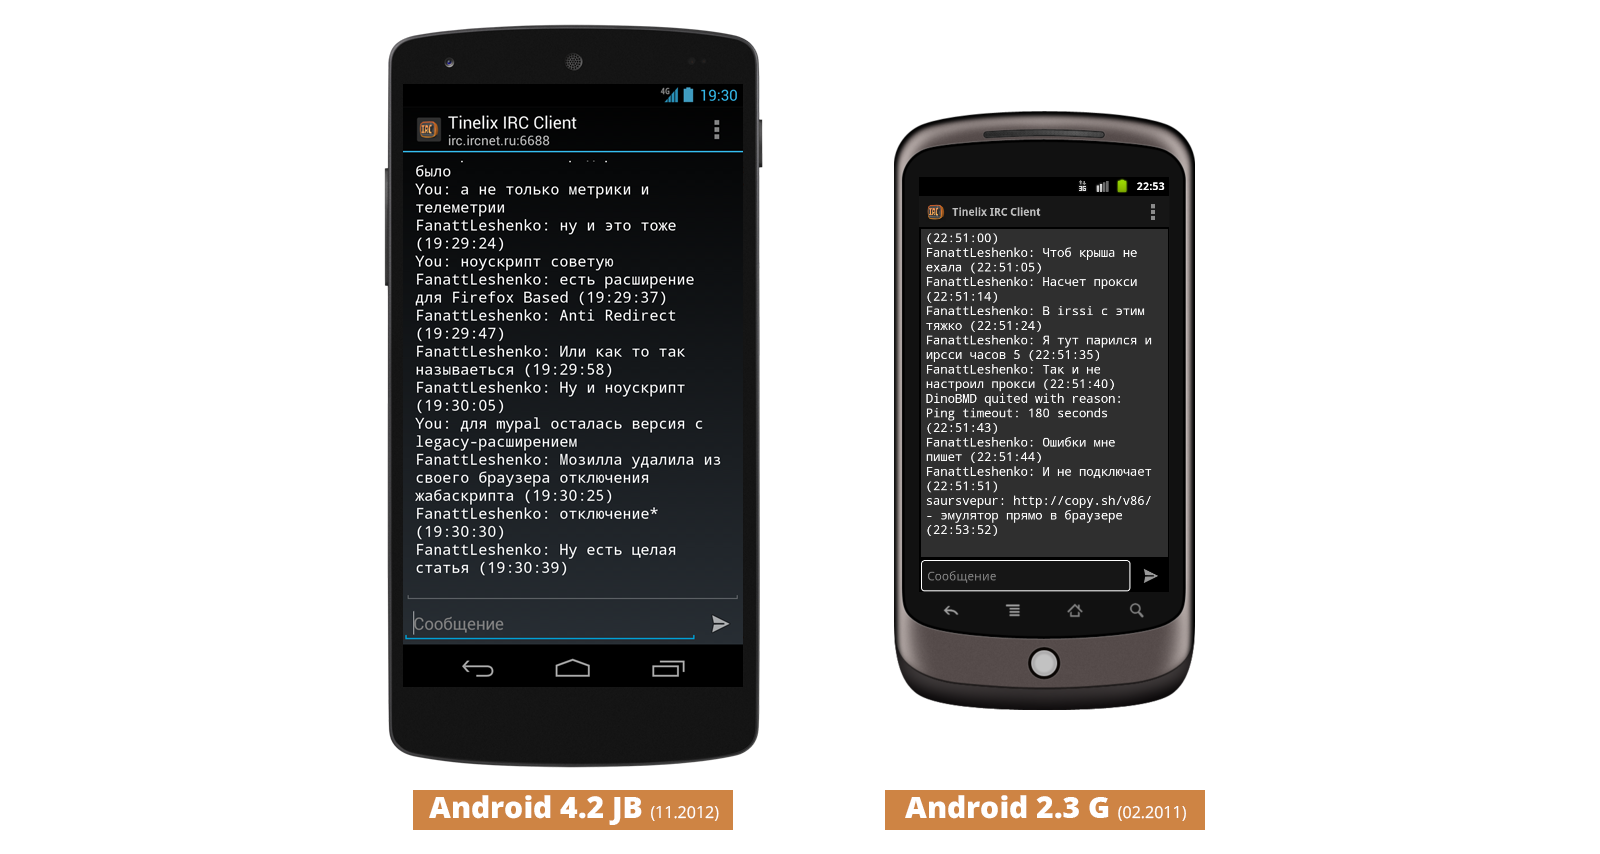 4G 19:30
IRC
Tinelix IRC Client
irc.ircnet.ru:6688
было
You: а не только метрики и
телеметрии
FanattLeshenko: ну и это тоже
(19:29:24)
You: ноускрипт советую
FanattLeshenko: есть расширение
для Firefox Based (19:29:37)
FanattLeshenko: Anti Redirect
(19:29:47)
FanattLeshenko: Или как то так
называеться (19:29:58)
FanattLeshenko: Ну и ноускрипт
(19:30:05)
You: для mypal осталась версия с
legacy-расширением
FanattLeshenko: Мозилла удалила из
своего браузера отключения
жабаскрипта (19:30:25)
FanattLeshenko: отключение*
(19:30:30)
FanattLeshenko: Ну есть целая
статья (19:30:39)
Сообщение
Android 4.2 JB (11.2012)
3G 22:53
IRC
Tinelix IRC Client
(22:51:00)
FanattLeshenko: Чтоб крыша не
ехала (22:51:05)
FanattLeshenko: Насчет прокси
(22:51:14)
FanattLeshenko: В irssi с этим
тяжко (22:51:24)
FanattLeshenko: Я тут парился и
ирсси часов 5 (22:51:35)
FanattLeshenko: Так и не
настроил прокси (22:51:40)
DinoBMD quited with reason:
Ping timeout: 180 seconds
(22:51:43)
FanattLeshenko: Ошибки мне
пишет (22:51:44)
FanattLeshenko: И не подключает
(22:51:51)
saursvepur: http://copy.sh/v86/
- эмулятор прямо в браузере
(22:53:52)
Сообщение
Android 2.3 G (02.2011)